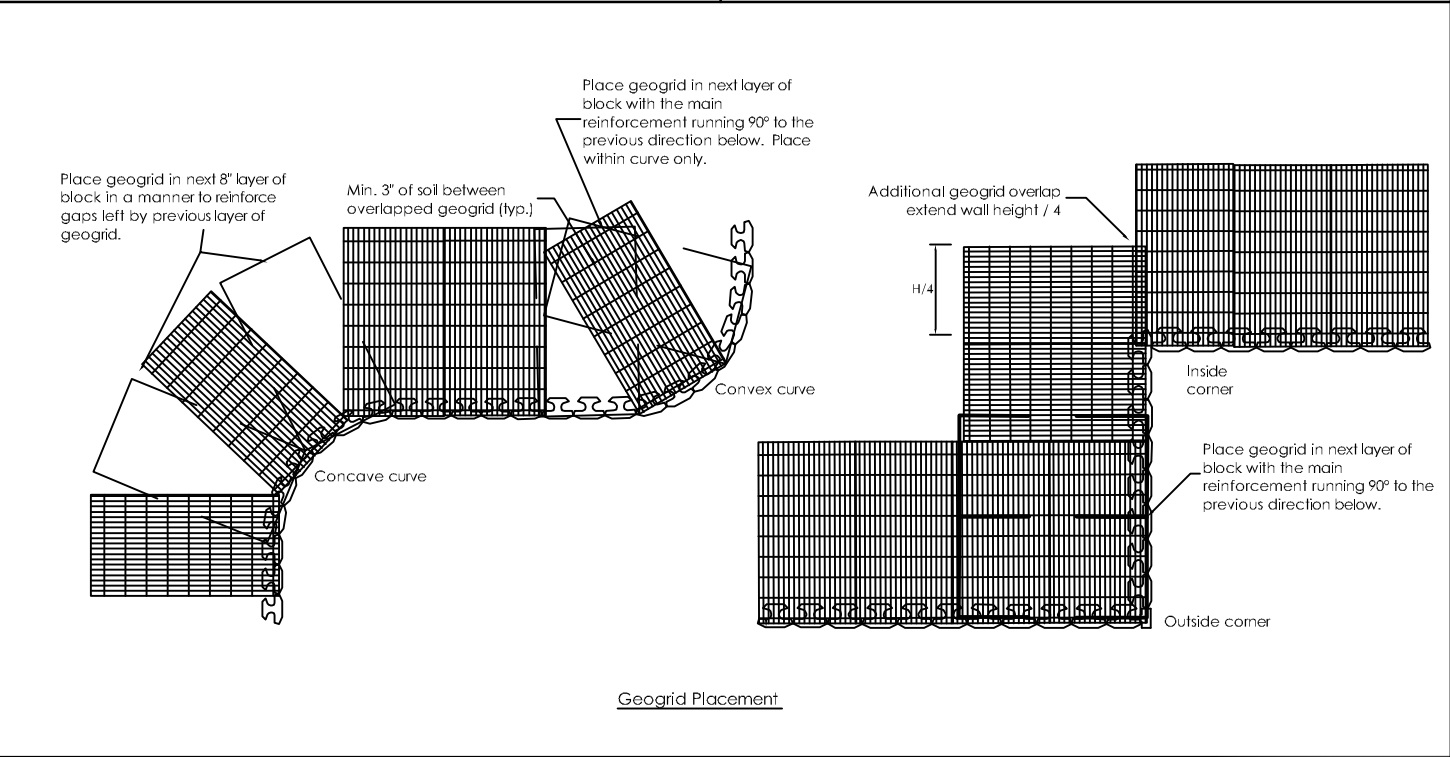 Place geogrid in next layer of
block with the main
reinforcement running 90° to the
previous direction below. Place
within curve only.
Place geogrid in next 8" layer of
block in a manner to reinforce
gaps left by previous layer of
geogrid.
Min. 3" of soil between
overlapped geogrid (typ.)
Additional geogrid overlap
extend wall height / 4
H/4
Inside
corner
Convex curve
Concave curve
Place geogrid in next layer of
block with the main
reinforcement running 90° to the
previous direction below.
Outside corner
Geogrid Placement